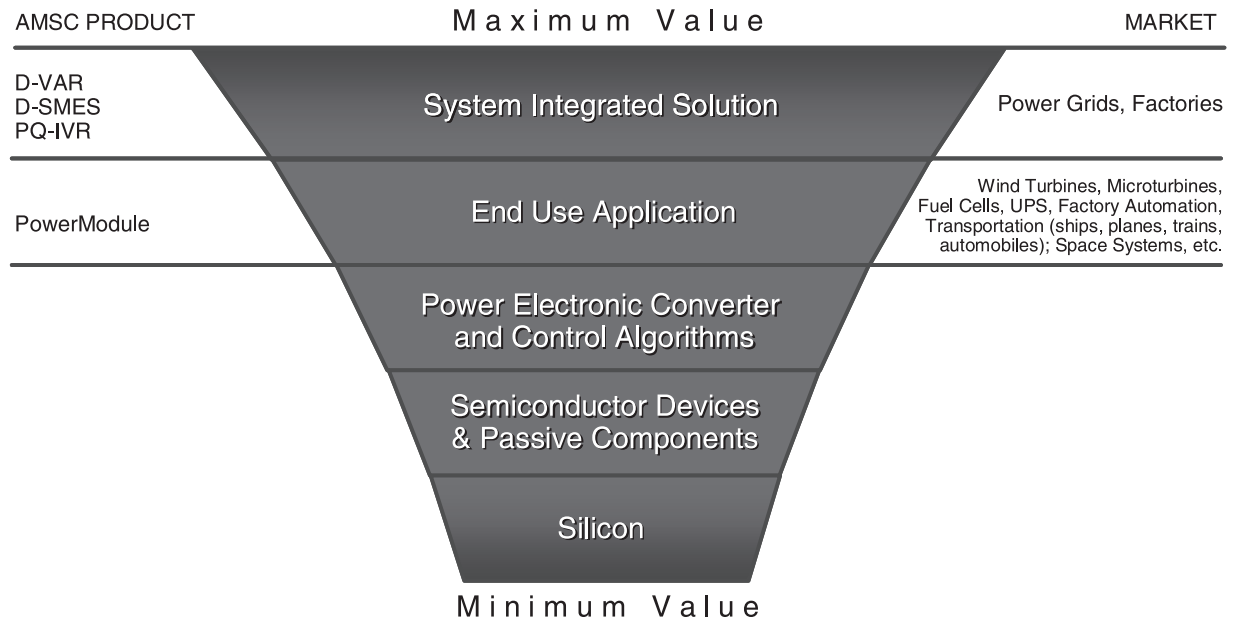 AMSC PRODUCT
Maximum Value
MARKET
D-VAR
D-SMES
PQ-IVR
System Integrated Solution
Power Grids, Factories
PowerModule
End Use Application
Wind Turbines, Microturbines,
Fuel Cells, UPS, Factory Automation,
Transportation (ships, planes, trains,
automobiles); Space Systems, etc.
Power Electronic Converter
and Control Algorithms
Semiconductor Devices
& Passive Components
Silicon
Minimum Value